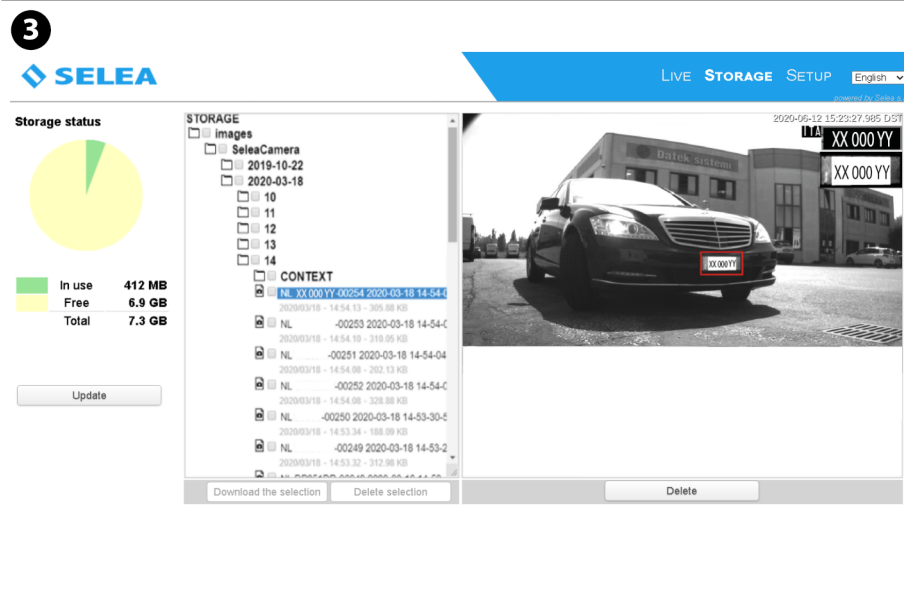 3
SELEA
LIVE STORAGE SETUP English
powered by Selea s.
Storage status
In use 412 MB
Free 6.9 GB
Total 7.3 GB
Update
STORAGE
images
SeleaCamera
2019-10-22
2020-03-18
10
11
12
13
14
CONTEXT
NL XX 000 YY-00254 2020-03-18 14-54-0
2020/03/18 - 14:54.13 - 305.88 KB
NL -00253 2020-03-18 14-54-0
2020/03/18 - 14:54.10 - 318.05 KB
NL -00251 2020-03-18 14-54-04
2020/03/18 - 14:54.08 - 202.13 KB
NL -00252 2020-03-18 14-54-0
2020/03/18 - 14:54.08 - 328.88 KB
NL -00250 2020-03-18 14-53-30-5
2020/03/18 - 14:53.34 - 188.09 KB
NL -00249 2020-03-18 14-53-2
2020/03/18 - 14:53.32 - 312.98 KB
Download the selection Delete selection
2020-06-12 15:23:27.985 DST
ITA XX 000 YY
XX 000 YY
Datek sistemi
XX 000 YY
Delete